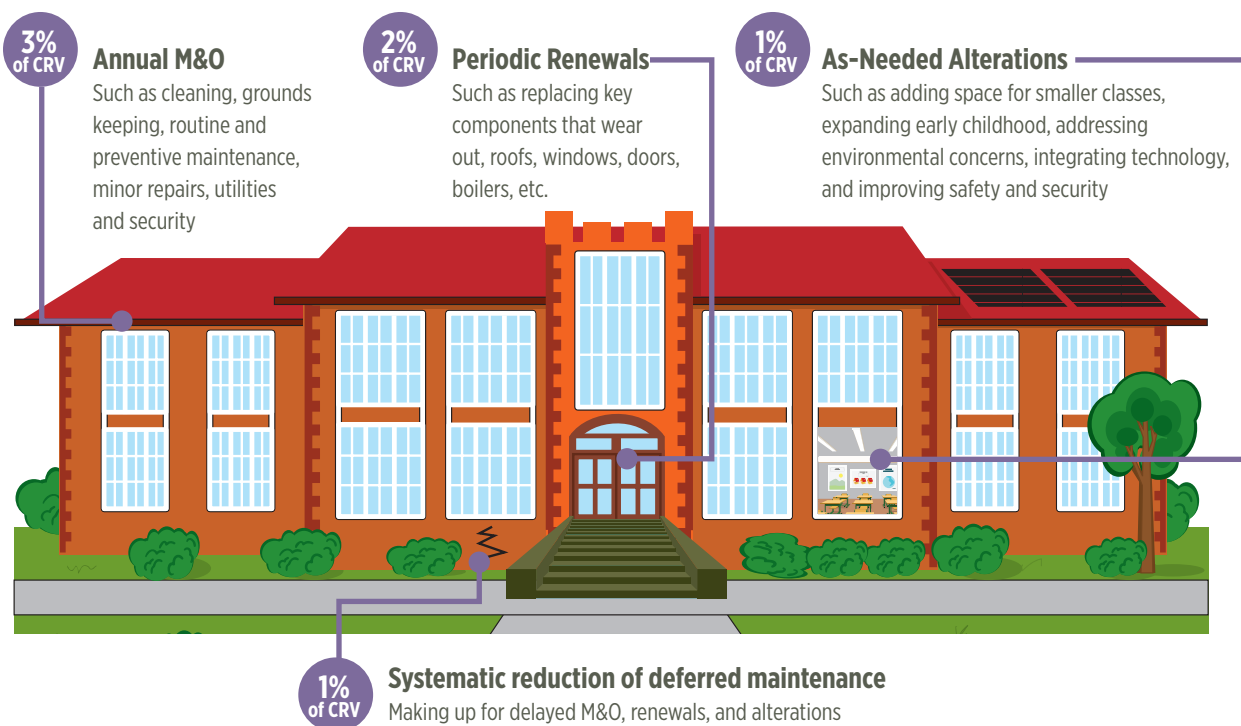 3%
of CRV
Annual M&O
Such as cleaning, grounds
keeping, routine and
preventive maintenance,
minor repairs, utilities
and security
2%
of CRV
Periodic Renewals
Such as replacing key
components that wear
out, roofs, windows, doors,
boilers, etc.
1%
of CRV
As-Needed Alterations
Such as adding space for smaller classes,
expanding early childhood, addressing
environmental concerns, integrating technology,
and improving safety and security
1%
of CRV
Systematic reduction of deferred maintenance
Making up for delayed M&O, renewals, and alterations